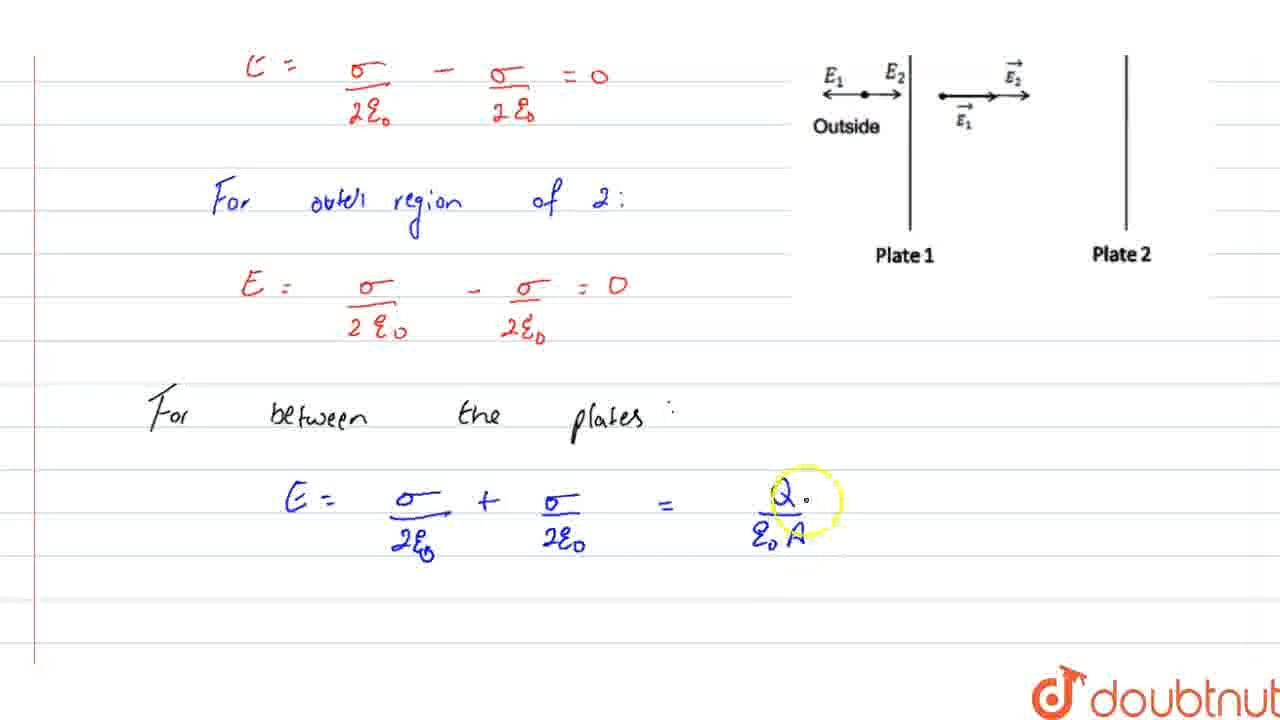 E = σ/2ε₀ - σ/2ε₀ = 0
E₁ E₂ E₂
Outside E₁
For outer region of 2:
Plate 1 Plate 2
E = σ/2ε₀ - σ/2ε₀ = 0
For between the plates:
E = σ/2ε₀ + σ/2ε₀ = Q/ε₀A
doubtnut